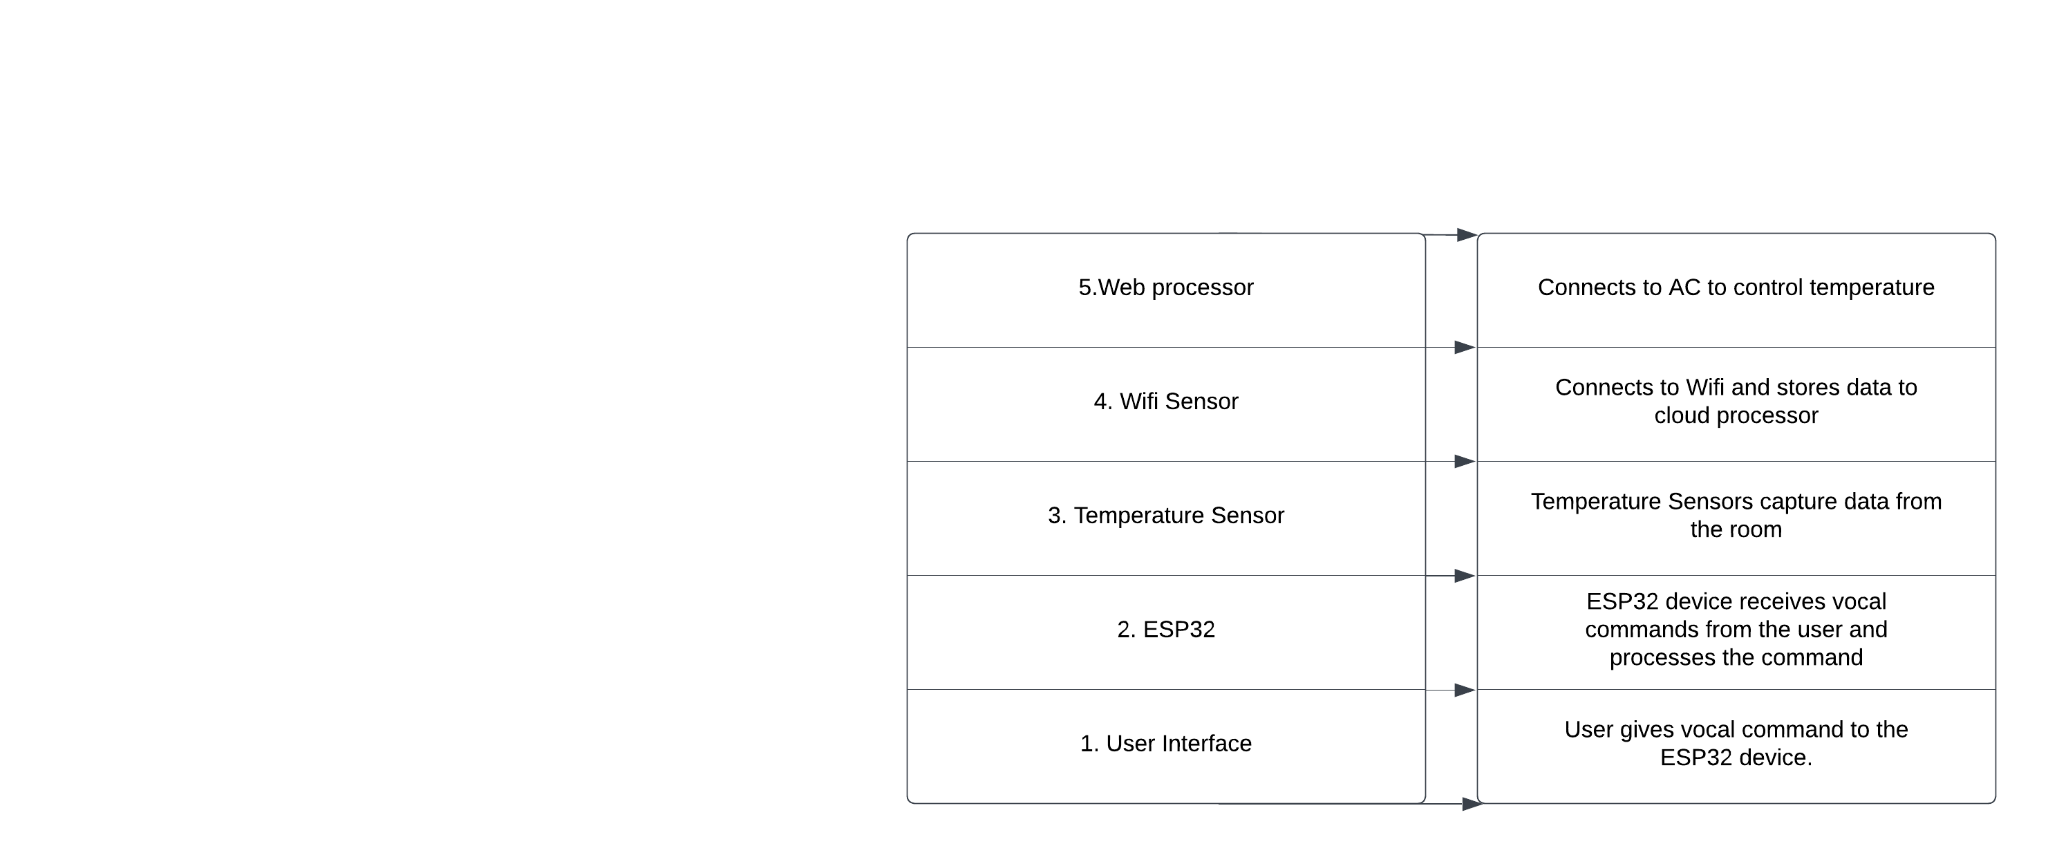 5.Web processor
Connects to AC to control temperature
4. Wifi Sensor
Connects to Wifi and stores data to
cloud processor
3. Temperature Sensor
Temperature Sensors capture data from
the room
2. ESP32
ESP32 device receives vocal
commands from the user and
processes the command
1. User Interface
User gives vocal command to the
ESP32 device.